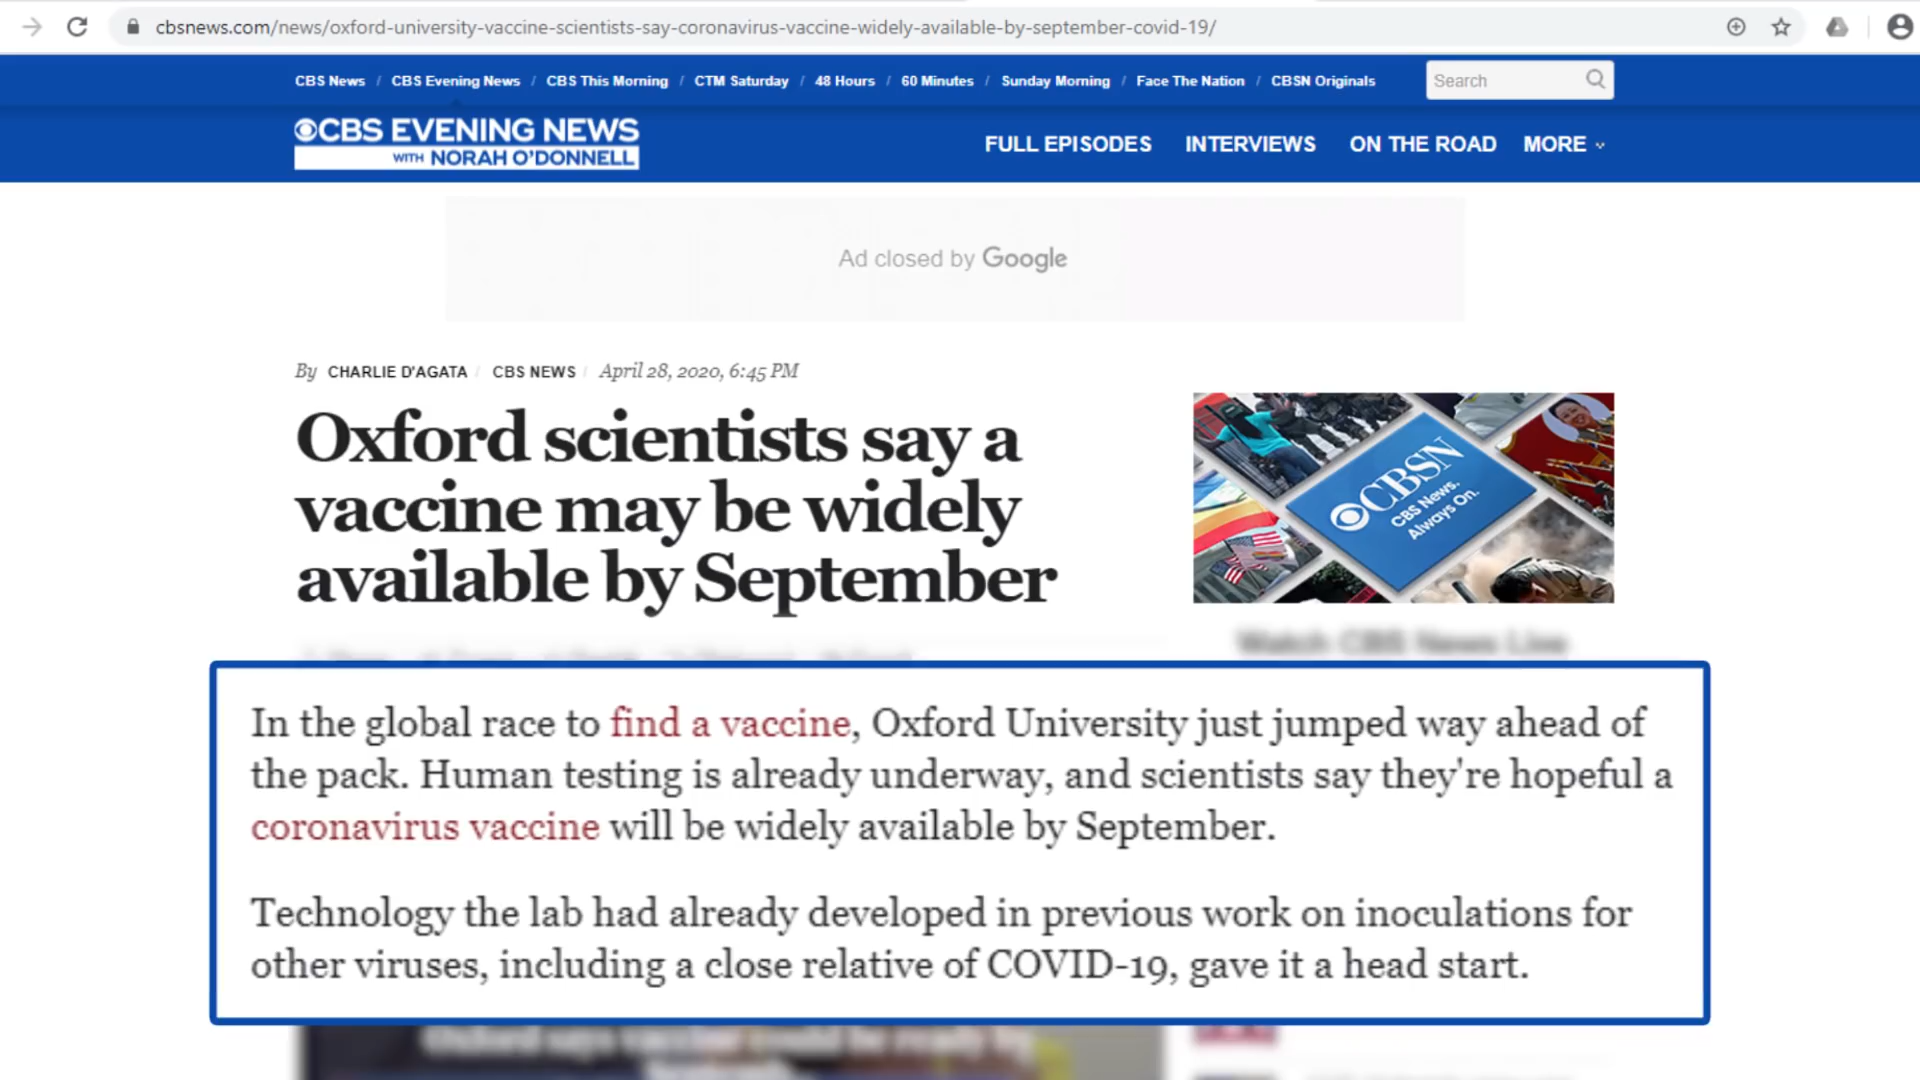 cbsnews.com/news/oxford-university-vaccine-scientists-say-coronavirus-vaccine-widely-available-by-september-covid-19/
CBS News / CBS Evening News / CBS This Morning / CTM Saturday / 48 Hours / 60 Minutes / Sunday Morning / Face The Nation / CBSN Originals
Search
CBS EVENING NEWS
WITH NORAH O'DONNELL
FULL EPISODES INTERVIEWS ON THE ROAD MORE
Ad closed by Google
By CHARLIE D'AGATA / CBS NEWS / April 28, 2020, 6:45 PM
Oxford scientists say a
vaccine may be widely
available by September
CBSN
CBS News.
Always On.
Watch CBS News Live
In the global race to find a vaccine, Oxford University just jumped way ahead of
the pack. Human testing is already underway, and scientists say they're hopeful a
coronavirus vaccine will be widely available by September.
Technology the lab had already developed in previous work on inoculations for
other viruses, including a close relative of COVID-19, gave it a head start.